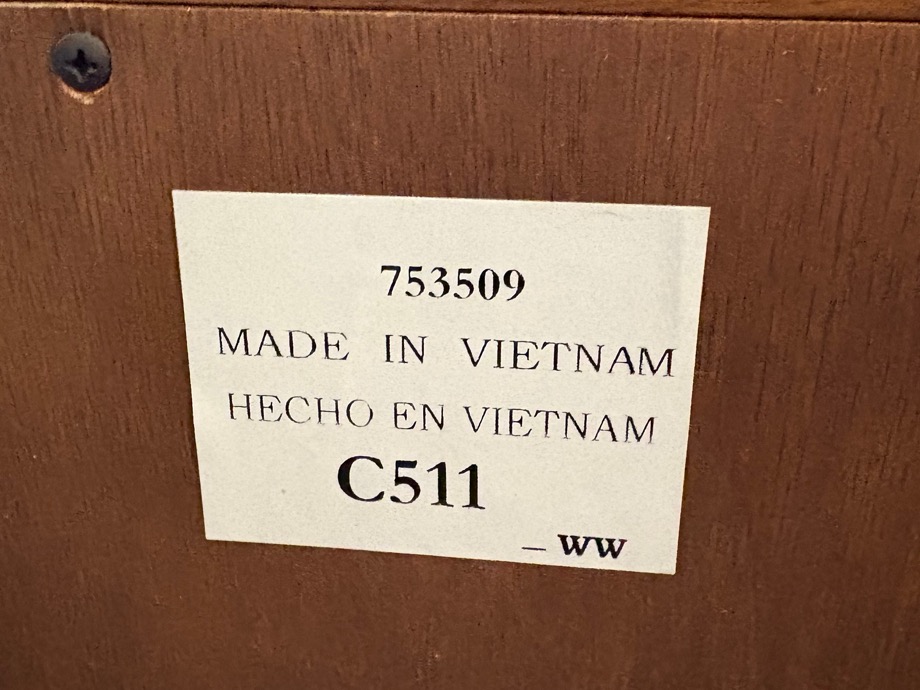 753509
MADE IN VIETNAM
HECHO EN VIETNAM
C511
_ WW